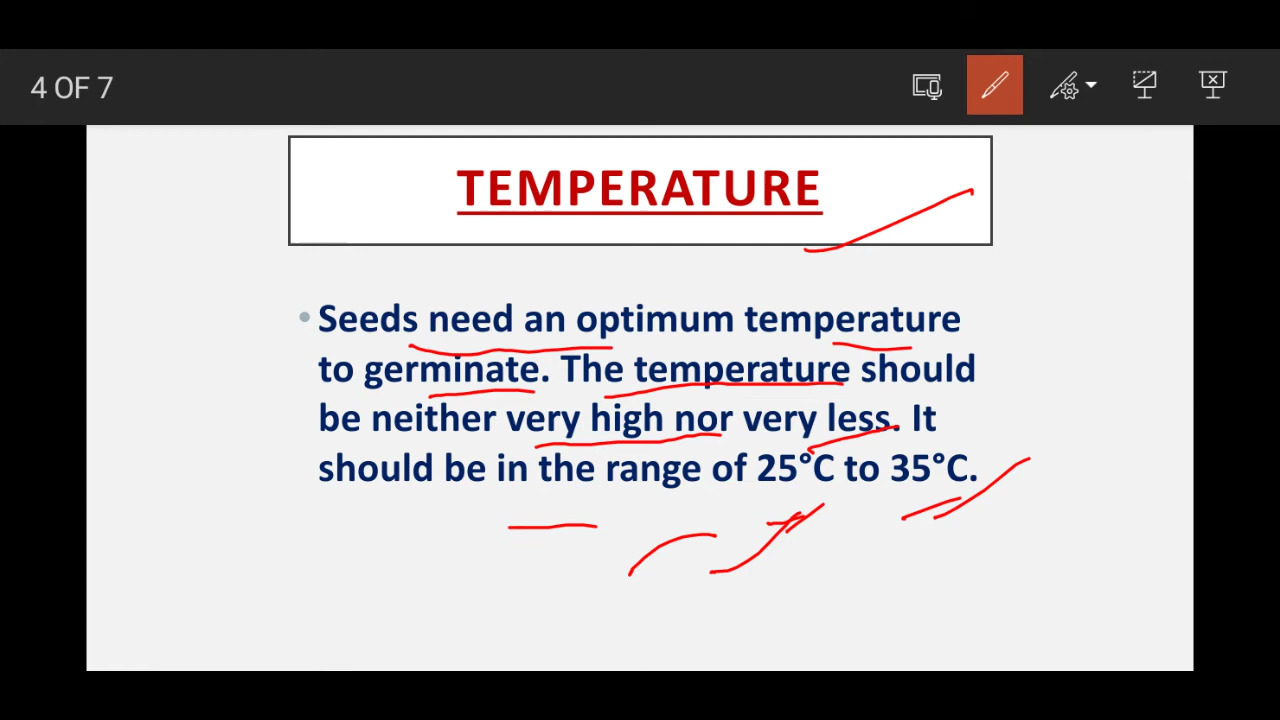 4 OF 7
TEMPERATURE
• Seeds need an optimum temperature
to germinate. The temperature should
be neither very high nor very less. It
should be in the range of 25°C to 35°C.